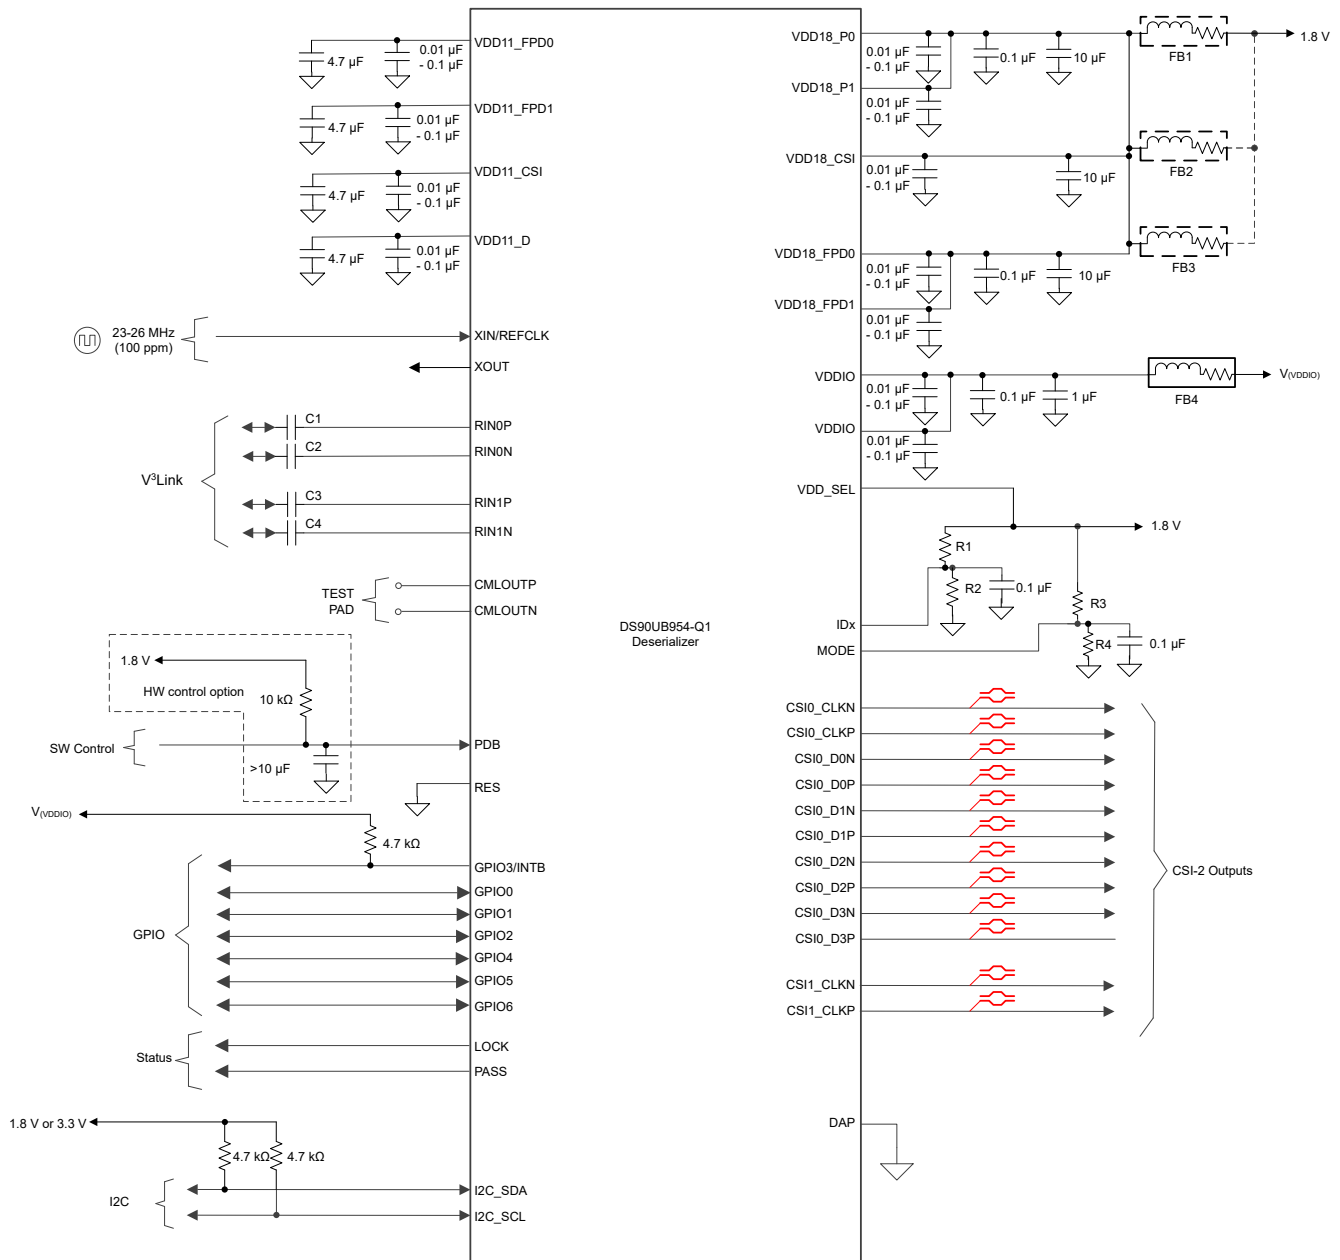 VDD11_FPD0
4.7 µF
0.01 µF
- 0.1 µF
VDD11_FPD1
4.7 µF
0.01 µF
- 0.1 µF
VDD11_CSI
4.7 µF
0.01 µF
- 0.1 µF
VDD11_D
4.7 µF
0.01 µF
- 0.1 µF
23-26 MHz
(100 ppm)
XIN/REFCLK
XOUT
V³Link
C1
RIN0P
C2
RIN0N
C3
RIN1P
C4
RIN1N
TEST
PAD
CMLOUTP
CMLOUTN
1.8 V
HW control option
10 kΩ
SW Control
>10 µF
PDB
RES
V(VDDIO)
4.7 kΩ
GPIO3/INTB
GPIO0
GPIO1
GPIO
GPIO2
GPIO4
GPIO5
GPIO6
Status
LOCK
PASS
1.8 V or 3.3 V
4.7 kΩ
4.7 kΩ
I2C
I2C_SDA
I2C_SCL
DS90UB954-Q1
Deserializer
VDD18_P0
0.01 µF
- 0.1 µF
0.1 µF
10 µF
FB1
1.8 V
VDD18_P1
0.01 µF
- 0.1 µF
VDD18_CSI
0.01 µF
- 0.1 µF
10 µF
FB2
VDD18_FPD0
0.01 µF
- 0.1 µF
0.1 µF
10 µF
FB3
VDD18_FPD1
0.01 µF
- 0.1 µF
VDDIO
0.01 µF
- 0.1 µF
0.1 µF
1 µF
FB4
V(VDDIO)
VDDIO
0.01 µF
- 0.1 µF
VDD_SEL
1.8 V
R1
R2
0.1 µF
R3
IDx
MODE
R4
0.1 µF
CSI0_CLKN
CSI0_CLKP
CSI0_D0N
CSI0_D0P
CSI0_D1N
CSI0_D1P
CSI0_D2N
CSI-2 Outputs
CSI0_D2P
CSI0_D3N
CSI0_D3P
CSI1_CLKN
CSI1_CLKP
DAP